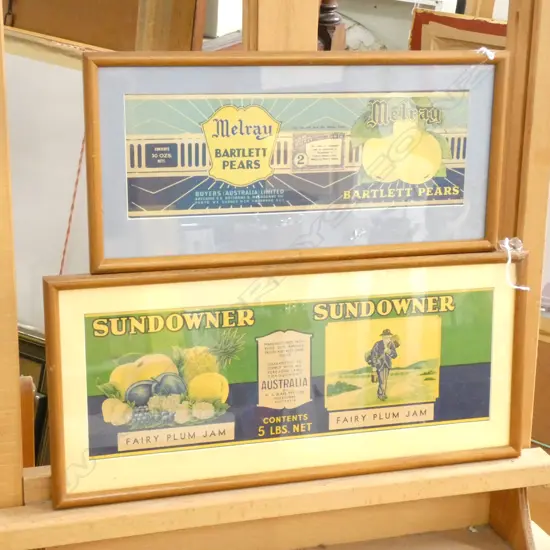 Melray
BARTLETT
PEARS
BUYERS (AUSTRALIA) LIMITED
2
Melray
BARTLETT PEARS
SUNDOWNER
FAIRY PLUM JAM
AUSTRALIA
CONTENTS
5 LBS. NET
SUNDOWNER
FAIRY PLUM JAM